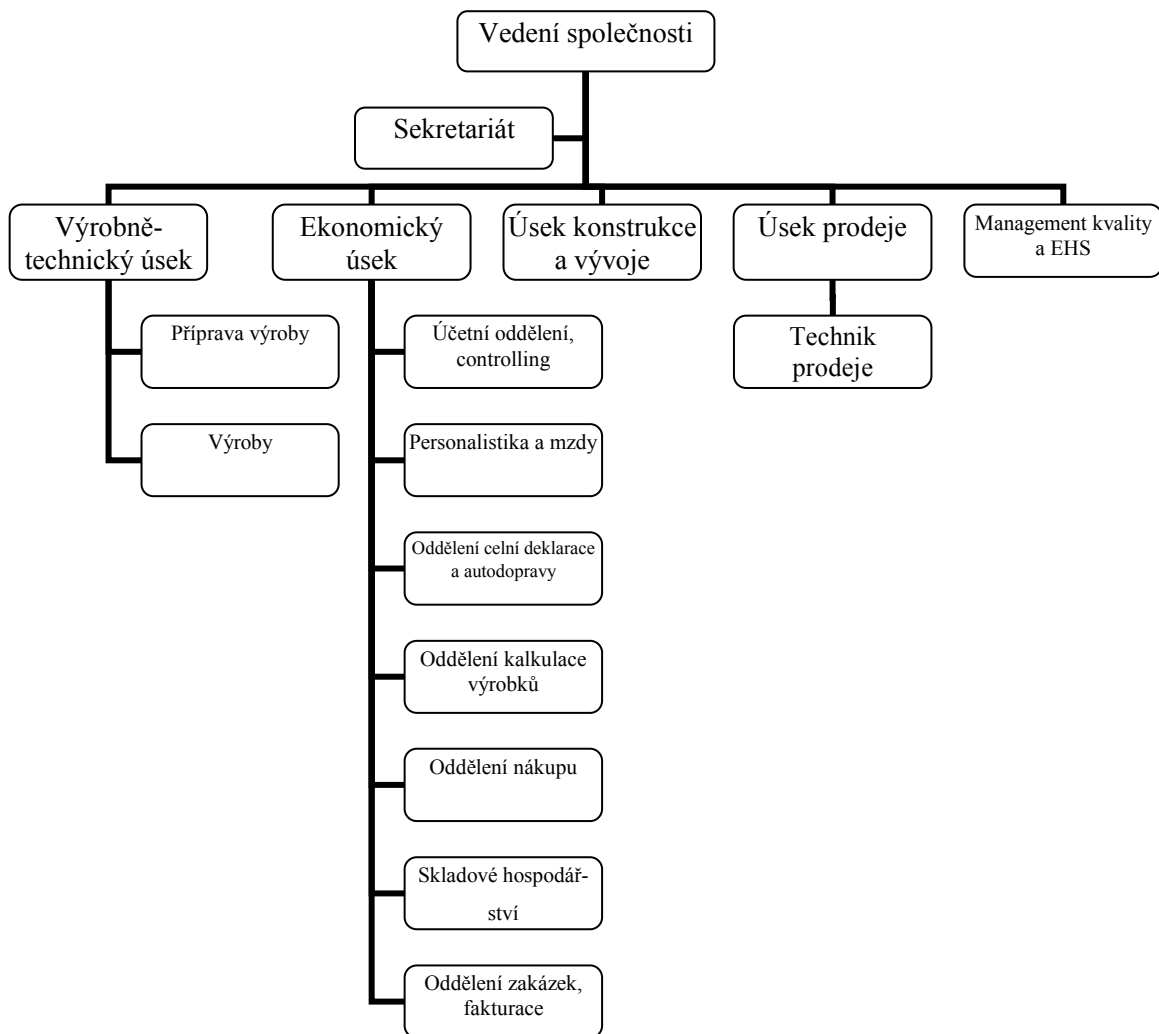 Vedení společnosti
Sekretariát
Výrobně-
technický úsek
Ekonomický
úsek
Úsek konstrukce
a vývoje
Úsek prodeje
Management kvality
a EHS
Příprava výroby
Výroby
Účetní oddělení,
controlling
Personalistika a mzdy
Oddělení celní deklarace
a autodopravy
Oddělení kalkulace
výrobků
Oddělení nákupu
Skladové hospodář-
ství
Oddělení zakázek,
fakturace
Technik
prodeje